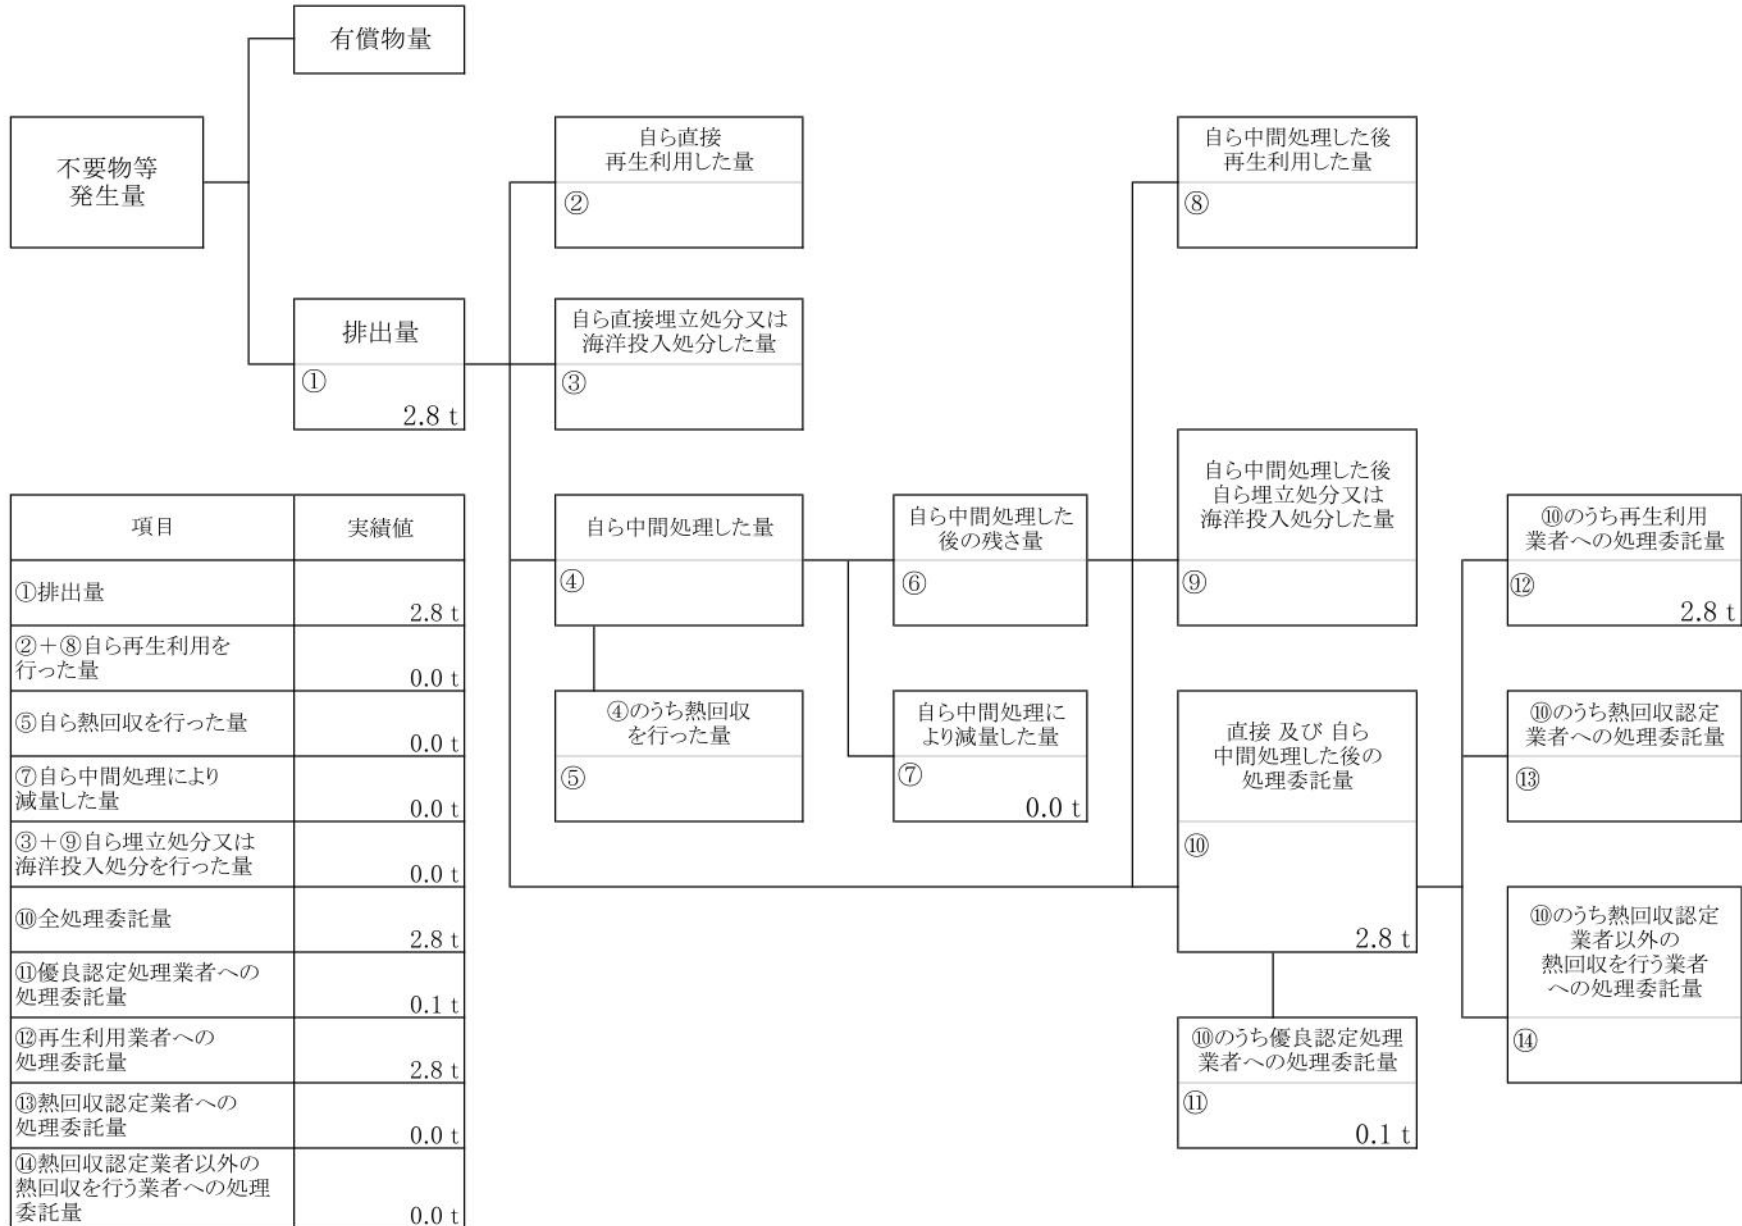 有償物量
不要物等
発生量
自ら直接
再生利用した量
②
自ら中間処理した後
再生利用した量
⑧
排出量
①
2.8 t
自ら直接埋立処分又は
海洋投入処分した量
③
自ら中間処理した量
④
自ら中間処理した
後の残さ量
⑥
自ら中間処理した後
自ら埋立処分又は
海洋投入処分した量
⑨
⑩のうち再生利用
業者への処理委託量
⑫
2.8 t
④のうち熱回収
を行った量
⑤
自ら中間処理に
より減量した量
⑦
0.0 t
直接 及び 自ら
中間処理した後の
処理委託量
⑩
2.8 t
⑩のうち熱回収認定
業者への処理委託量
⑬
⑩のうち熱回収認定
業者以外の
熱回収を行う業者
への処理委託量
⑭
⑩のうち優良認定処理
業者への処理委託量
⑪
0.1 t
項目 実績値
①排出量
2.8 t
②+⑧自ら再生利用を
行った量
0.0 t
⑤自ら熱回収を行った量
0.0 t
⑦自ら中間処理により
減量した量
0.0 t
③+⑨自ら埋立処分又は
海洋投入処分を行った量
0.0 t
⑩全処理委託量
2.8 t
⑪優良認定処理業者への
処理委託量
0.1 t
⑫再生利用業者への
処理委託量
2.8 t
⑬熱回収認定業者への
処理委託量
0.0 t
⑭熱回収認定業者以外の
熱回収を行う業者への処理
委託量
0.0 t